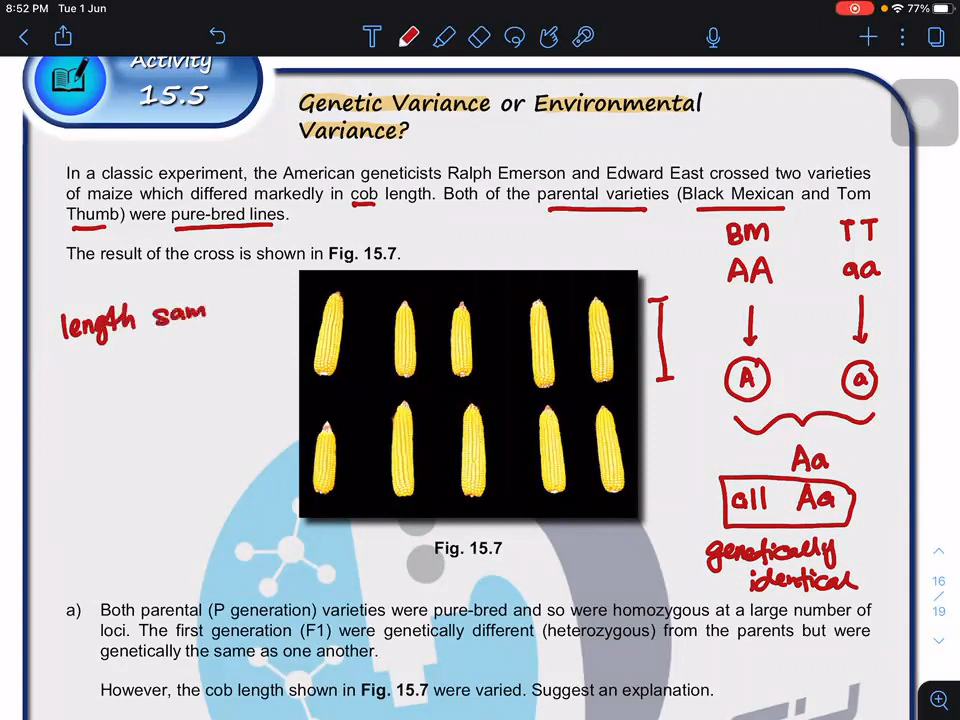 8:52 PM Tue 1 Jun
77%
Activity
15.5
Genetic Variance or Environmental
Variance?
In a classic experiment, the American geneticists Ralph Emerson and Edward East crossed two varieties
of maize which differed markedly in cob length. Both of the parental varieties (Black Mexican and Tom
Thumb) were pure-bred lines.
The result of the cross is shown in Fig. 15.7.
BM TT
AA aa
length sam
A a
Aa
all Aa
genetically
identical
Fig. 15.7
a) Both parental (P generation) varieties were pure-bred and so were homozygous at a large number of
loci. The first generation (F1) were genetically different (heterozygous) from the parents but were
genetically the same as one another.
However, the cob length shown in Fig. 15.7 were varied. Suggest an explanation.
16
/
19